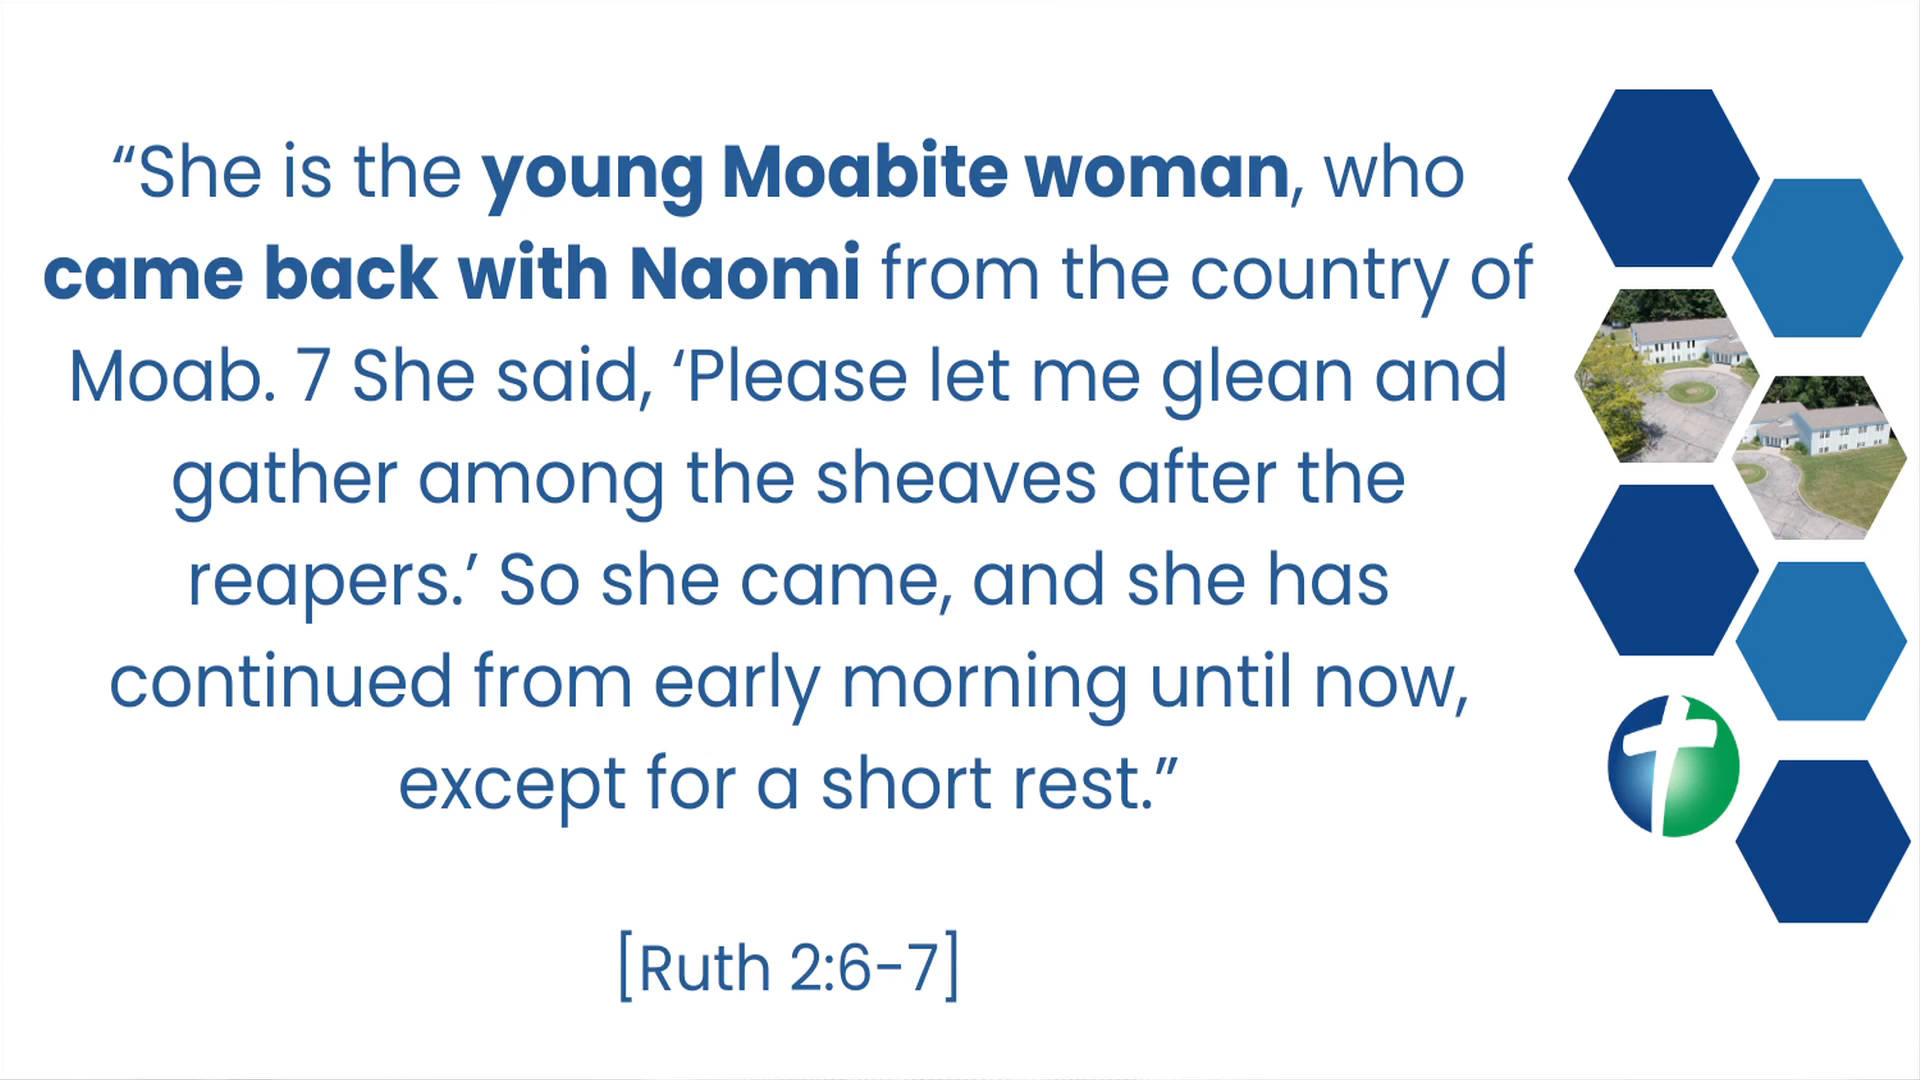 “She is the young Moabite woman, who
came back with Naomi from the country of
Moab. 7 She said, ‘Please let me glean and
gather among the sheaves after the
reapers.’ So she came, and she has
continued from early morning until now,
except for a short rest.”
[Ruth 2:6-7]